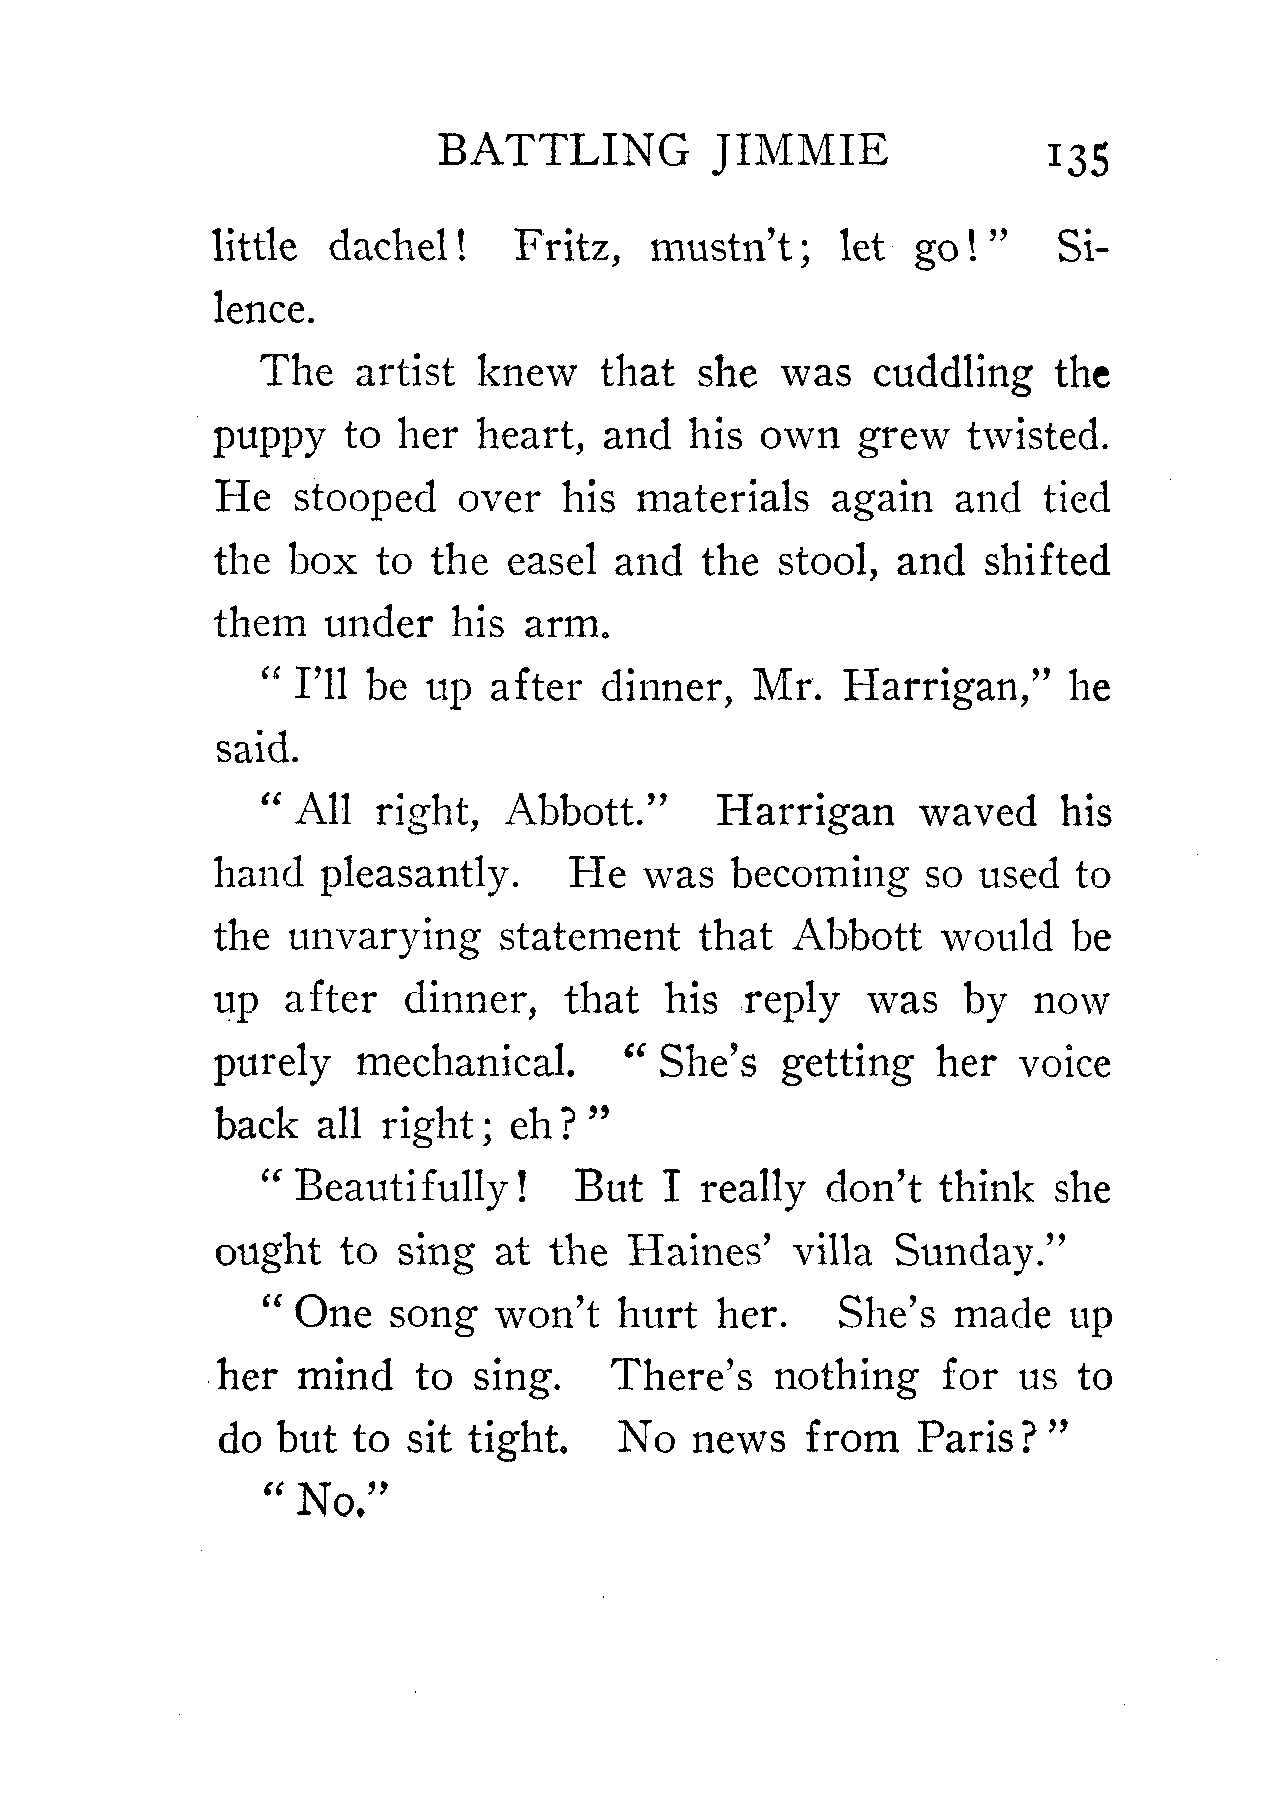 BATTLING JIMMIE 135
little dachel! Fritz, mustn't; let go!" Si-
lence.
The artist knew that she was cuddling the
puppy to her heart, and his own grew twisted.
He stooped over his materials again and tied
the box to the easel and the stool, and shifted
them under his arm.
"I'll be up after dinner, Mr. Harrigan," he
said.
"All right, Abbott." Harrigan waved his
hand pleasantly. He was becoming so used to
the unvarying statement that Abbott would be
up after dinner, that his reply was by now
purely mechanical. "She's getting her voice
back all right; eh?"
"Beautifully! But I really don't think she
ought to sing at the Haines' villa Sunday."
"One song won't hurt her. She's made up
her mind to sing. There's nothing for us to
do but to sit tight. No news from Paris?"
"No."